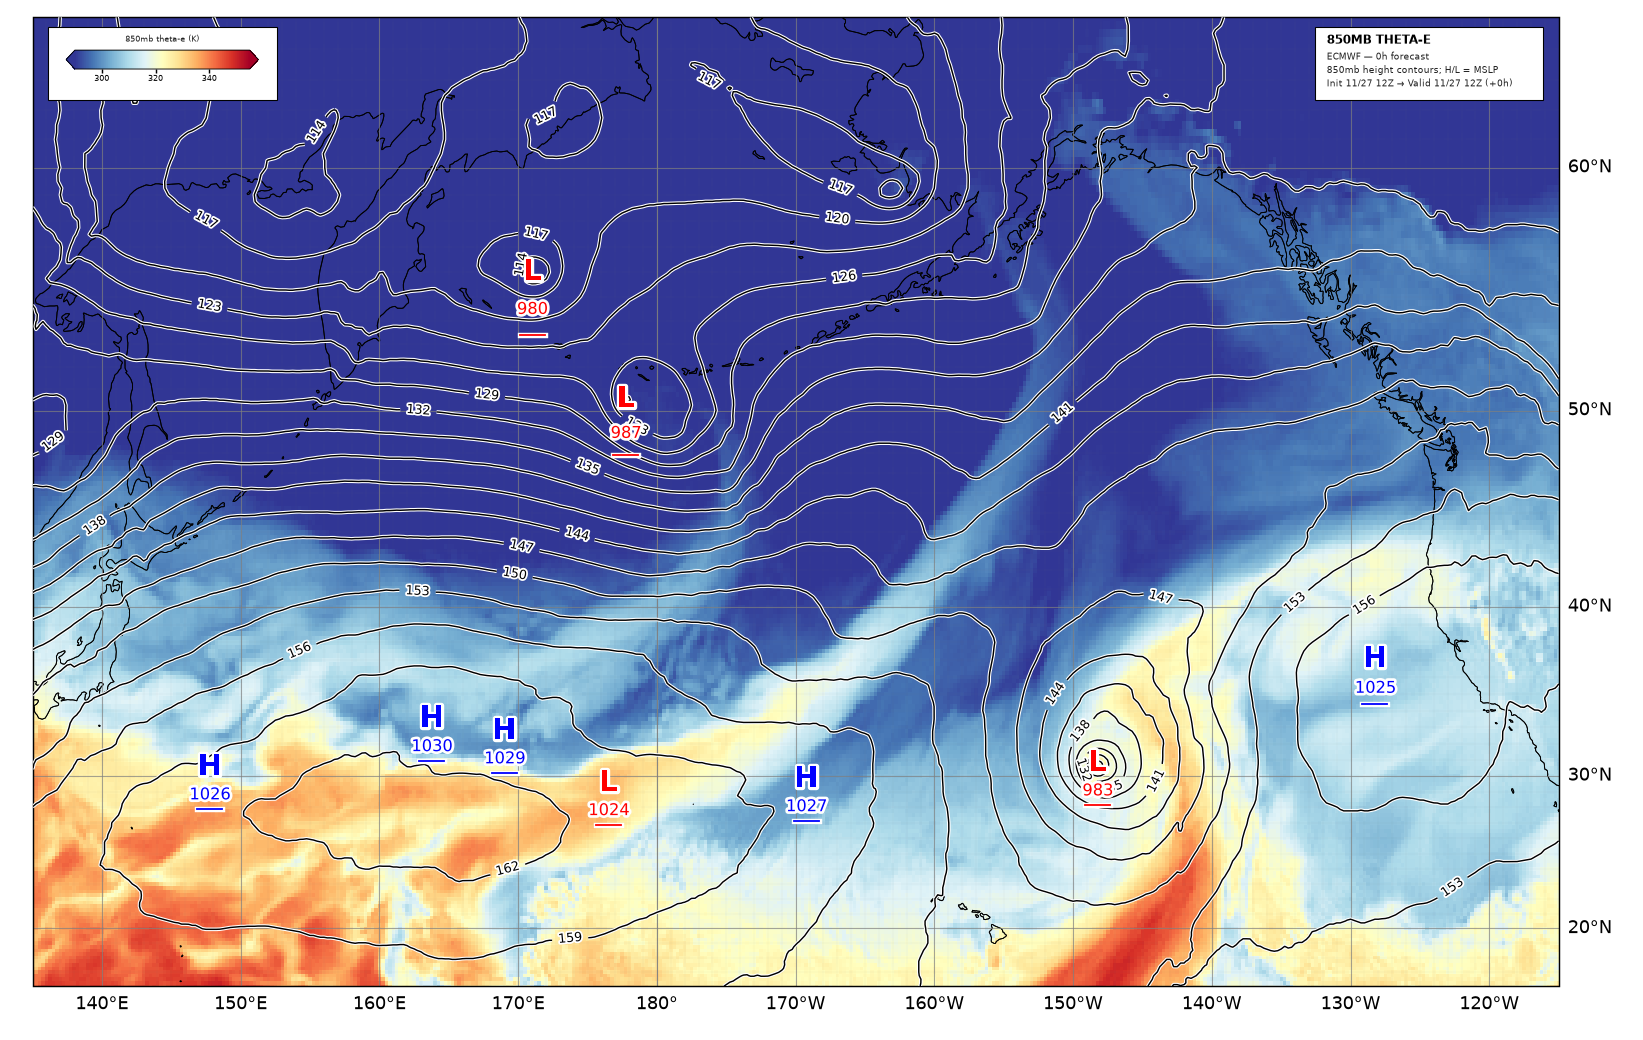 850mb theta-e (K)
300 320 340
850MB THETA-E
ECMWF — 0h forecast
850mb height contours; H/L = MSLP
Init 11/27 12Z → Valid 11/27 12Z (+0h)
117
117
114
117
117
120
117
117
114
L
980
126
123
129
132
L
987
141
129
135
138
144
147
150
153
147
153
156
156
H
1025
144
H
1030
H
1029
138
H
1026
L
983
132
141
L
1024
H
1027
162
153
159
60°N
50°N
40°N
30°N
20°N
140°E 150°E 160°E 170°E 180° 170°W 160°W 150°W 140°W 130°W 120°W